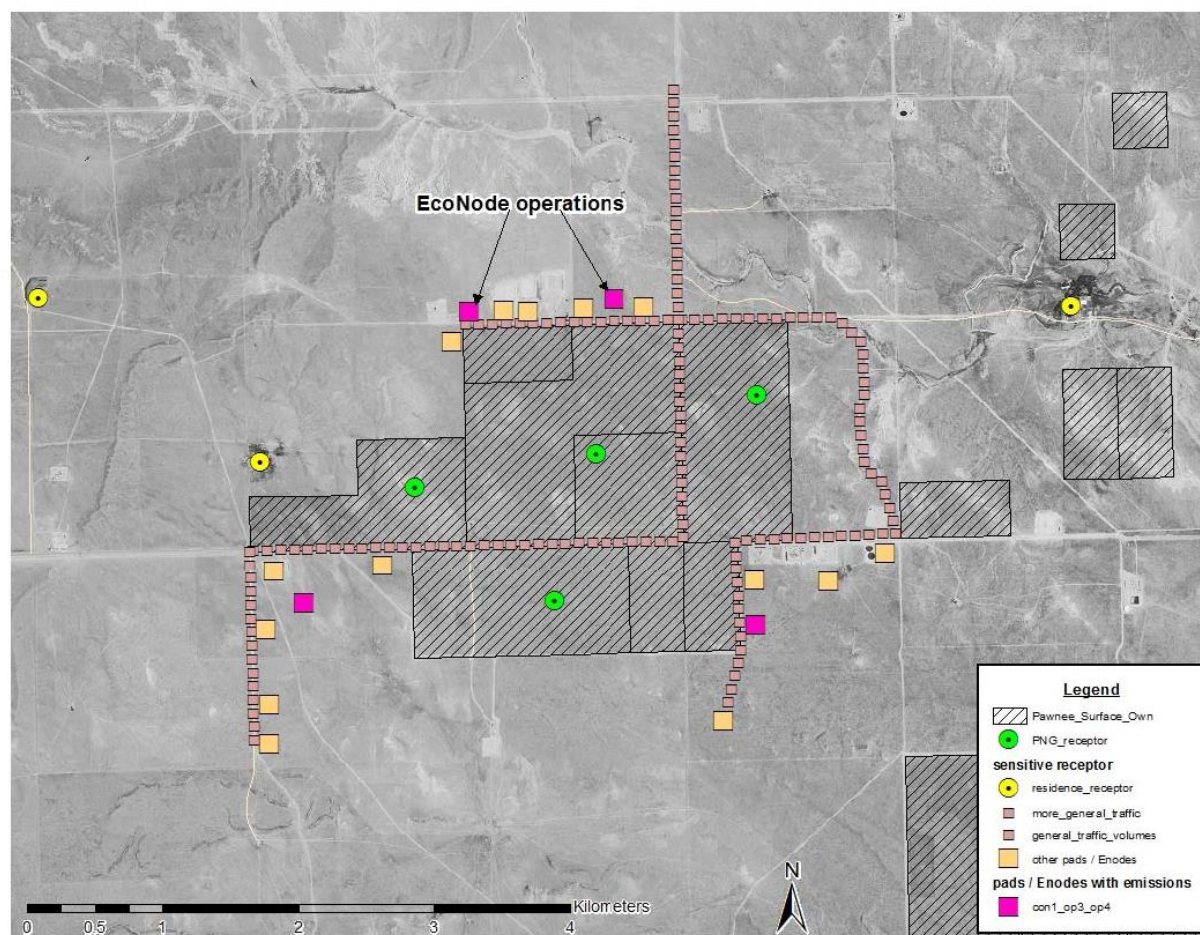 EcoNode operations
N
Kilometers
0 0.5 1 2 3 4
Legend
Pawnee_Surface_Own
PNG_receptor
sensitive receptor
residence_receptor
more_general_traffic
general_traffic_volumes
other pads / Enodes
pads / Enodes with emissions
con1_op3_op4